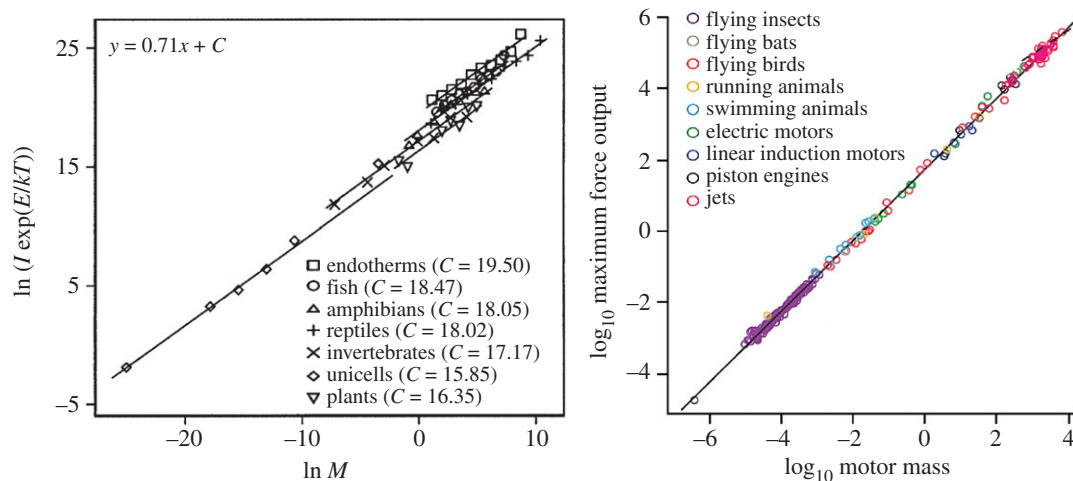 y = 0.71x + C
25
15
5
−5
ln (I exp(E/kT))
endotherms (C = 19.50)
fish (C = 18.47)
amphibians (C = 18.05)
reptiles (C = 18.02)
invertebrates (C = 17.17)
unicells (C = 15.85)
plants (C = 16.35)
−20
−10
0
10
ln M
6
4
2
0
−2
−4
log10 maximum force output
flying insects
flying bats
flying birds
running animals
swimming animals
electric motors
linear induction motors
piston engines
jets
−6
−4
−2
0
2
4
log10 motor mass